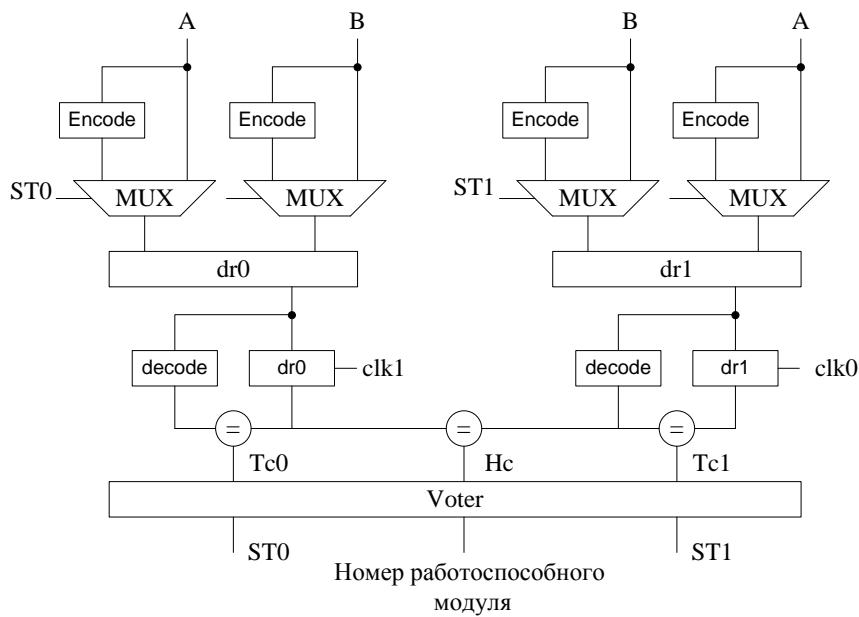 A B B A
Encode Encode Encode Encode
ST0 MUX MUX ST1 MUX MUX
dr0 dr1
decode dr0 clk1 decode dr1 clk0
= = =
Tc0 Hc Tc1
Voter
ST0 ST1
Номер работоспособного
модуля